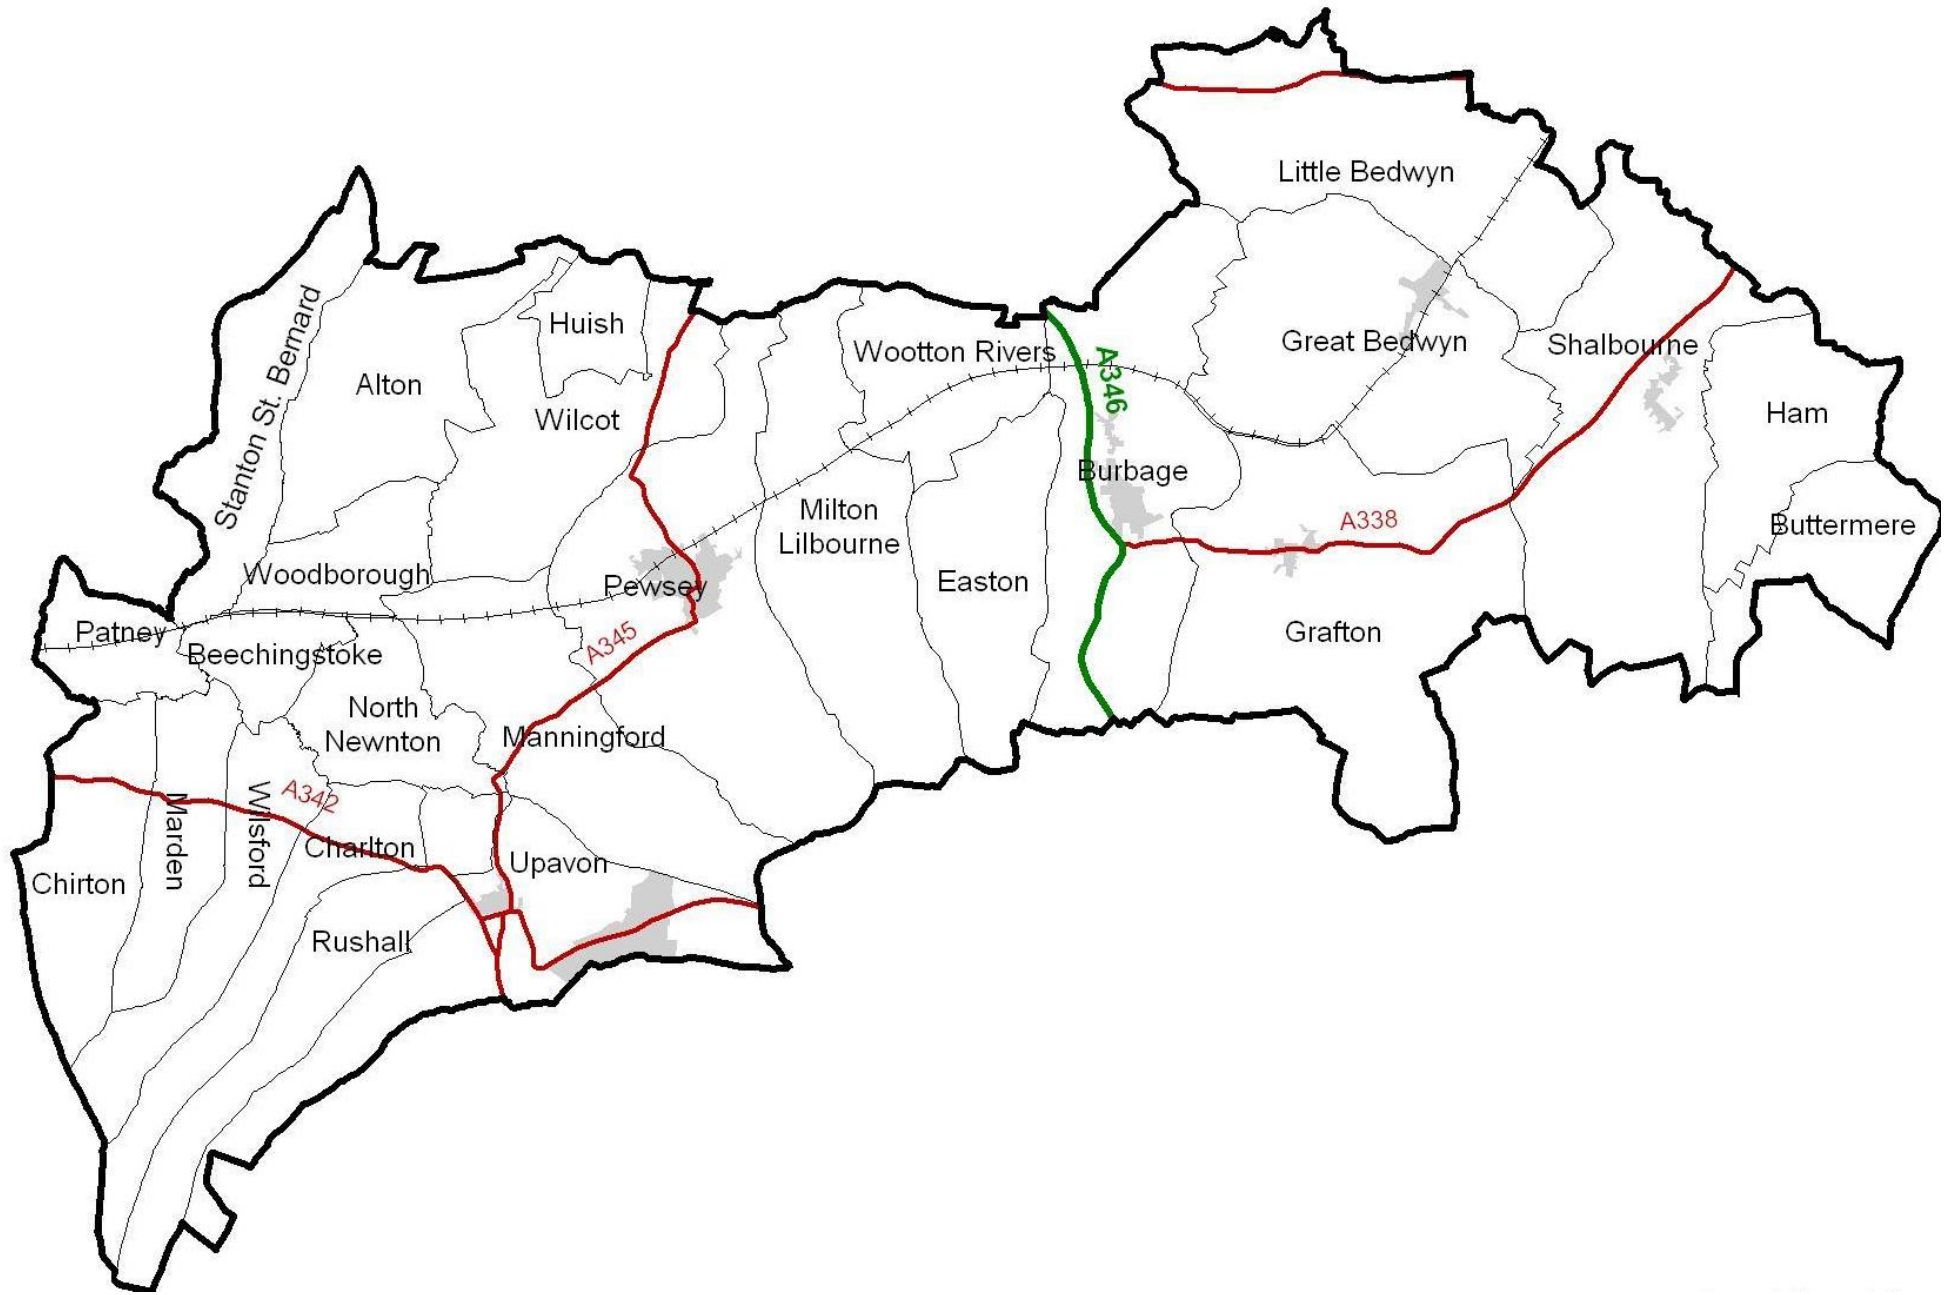 Little Bedwyn
Stanton St. Bernard
Huish
Alton
Wilcot
Wootton Rivers
A346
Great Bedwyn
Shalbourne
Ham
Burbage
Milton
Lilbourne
A338
Buttermere
Woodborough
Pewsey
Easton
Patney
Beechingstoke
A345
Grafton
North
Newnton
Manningford
A342
Marden
Wilsford
Charlton
Upavon
Chirton
Rushall